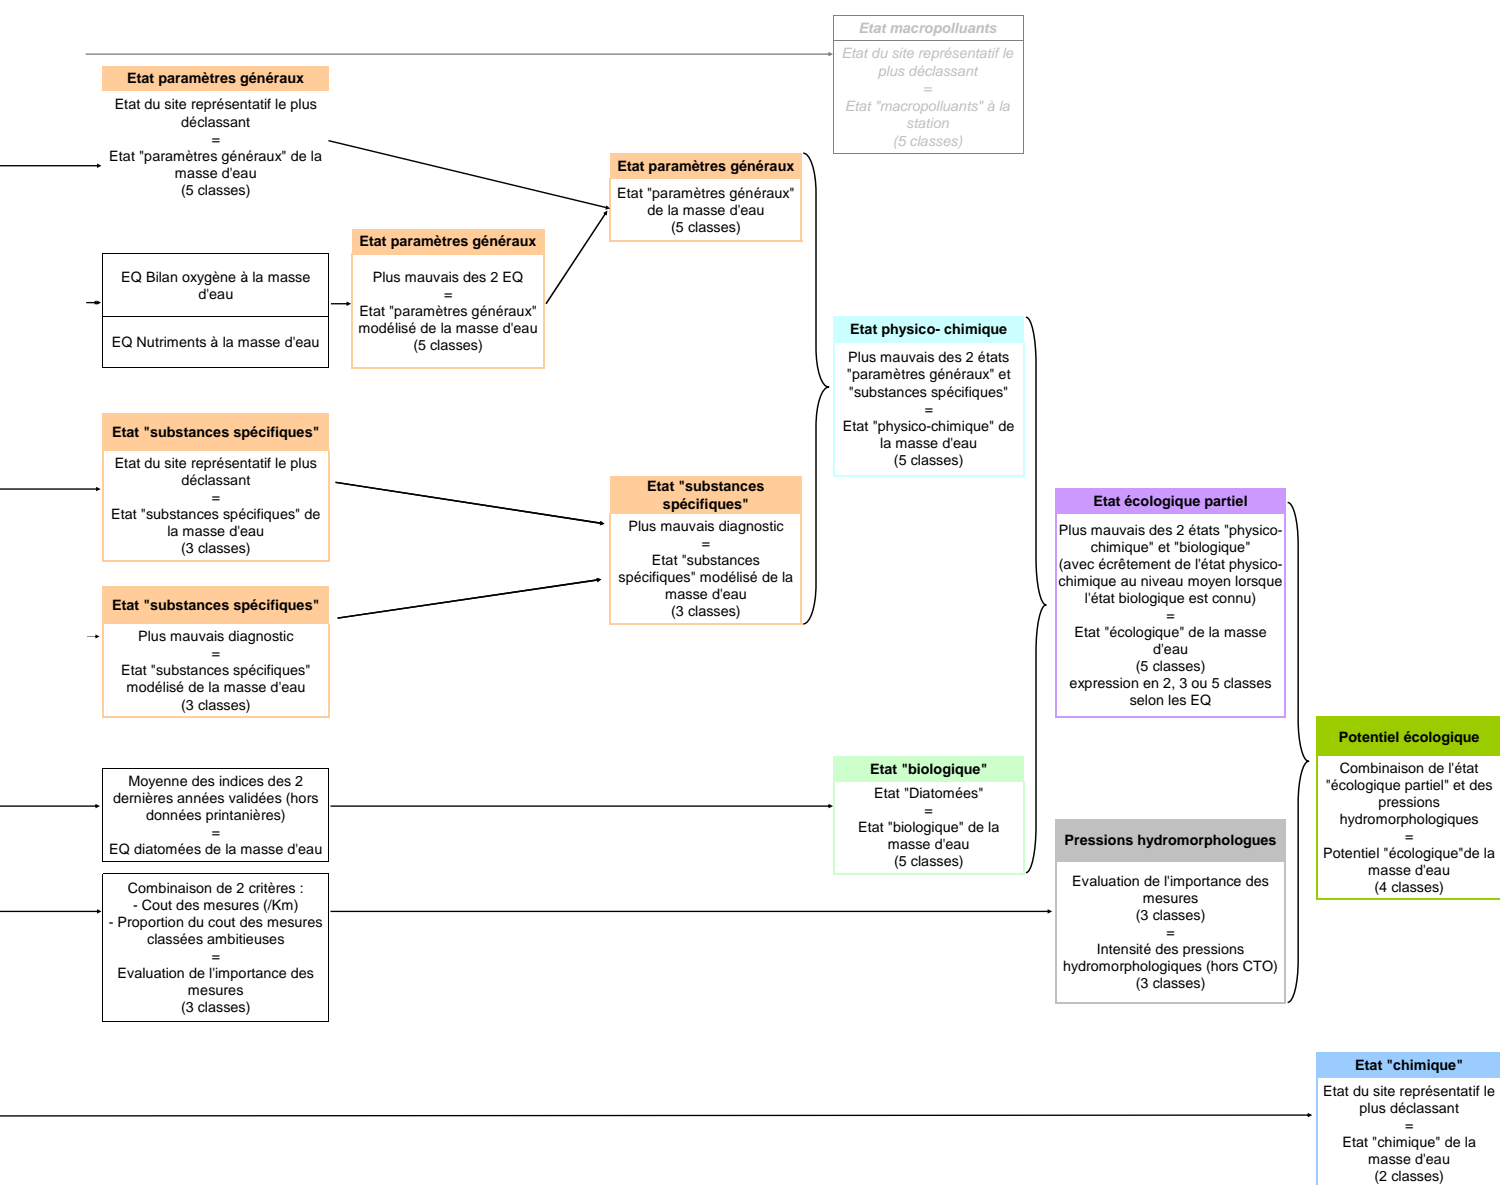 Etat macropolluants
Etat du site représentatif le
plus déclassant
=
Etat "macropolluants" à la
station
(5 classes)
Etat paramètres généraux
Etat du site représentatif le plus
déclassant
=
Etat "paramètres généraux" de la
masse d'eau
(5 classes)
Etat paramètres généraux
Etat "paramètres généraux"
de la masse d'eau
(5 classes)
EQ Bilan oxygène à la masse
d'eau
EQ Nutriments à la masse d'eau
Etat paramètres généraux
Plus mauvais des 2 EQ
=
Etat "paramètres généraux"
modélisé de la masse d'eau
(5 classes)
Etat physico- chimique
Plus mauvais des 2 états
"paramètres généraux" et
"substances spécifiques"
=
Etat "physico-chimique" de
la masse d'eau
(5 classes)
Etat "substances spécifiques"
Etat du site représentatif le plus
déclassant
=
Etat "substances spécifiques" de
la masse d'eau
(3 classes)
Etat "substances
spécifiques"
Plus mauvais diagnostic
=
Etat "substances
spécifiques" modélisé de la
masse d'eau
(3 classes)
Etat "substances spécifiques"
Plus mauvais diagnostic
=
Etat "substances spécifiques"
modélisé de la masse d'eau
(3 classes)
Etat écologique partiel
Plus mauvais des 2 états "physico-
chimique" et "biologique"
(avec écrêtement de l'état physico-
chimique au niveau moyen lorsque
l'état biologique est connu)
=
Etat "écologique" de la masse
d'eau
(5 classes)
expression en 2, 3 ou 5 classes
selon les EQ
Moyenne des indices des 2
dernières années validées (hors
données printanières)
=
EQ diatomées de la masse d'eau
Etat "biologique"
Etat "Diatomées"
=
Etat "biologique" de la
masse d'eau
(5 classes)
Potentiel écologique
Combinaison de l'état
"écologique partiel" et des
pressions
hydromorphologiques
=
Potentiel "écologique"de la
masse d'eau
(4 classes)
Combinaison de 2 critères :
- Cout des mesures (/Km)
- Proportion du cout des mesures
classées ambitieuses
=
Evaluation de l'importance des
mesures
(3 classes)
Pressions hydromorphologues
Evaluation de l'importance des
mesures
(3 classes)
=
Intensité des pressions
hydromorphologiques (hors CTO)
(3 classes)
Etat "chimique"
Etat du site représentatif le
plus déclassant
=
Etat "chimique" de la
masse d'eau
(2 classes)